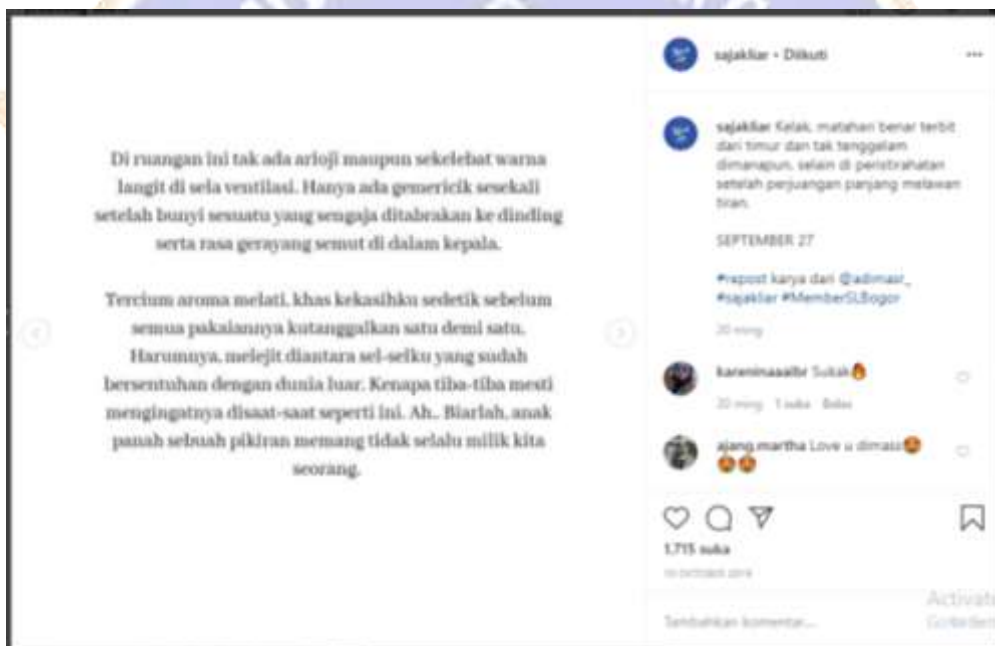 Di ruangan ini tak ada arloji maupun sekelebat warna
langit di sela ventilasi. Hanya ada gemericik sesekali
setelah bunyi sesuatu yang sengaja ditabrakan ke dinding
serta rasa gerayang semut di dalam kepala.
Tercium aroma melati, khas kekasihku sedetik sebelum
semua pakaiannya kutanggalkan satu demi satu.
Harumnya, melejit diantara sel-selku yang sudah
bersentuhan dengan dunia luar. Kenapa tiba-tiba mesti
mengingatnya disaat-saat seperti ini. Ah.. Biarlah, anak
panah sebuah pikiran memang tidak selalu milik kita
seorang.
sajakliar • Diikuti
sajakliar Kelak, matahari benar terbit
dari timur dan tak tenggelam
dimanapun, selain di peristirahatan
setelah perjuangan panjang melawan
tiran.
SEPTEMBER 27
#repost karya dari @adimasr_
#sajakliar #MemberSLBogor
20 ming
kareninaaalbr Sukak🔥
20 ming 1 suka Balas
ajang.martha Love u dimass😍
😍😍
1.715 suka
Tambahkan komentar...
Activate